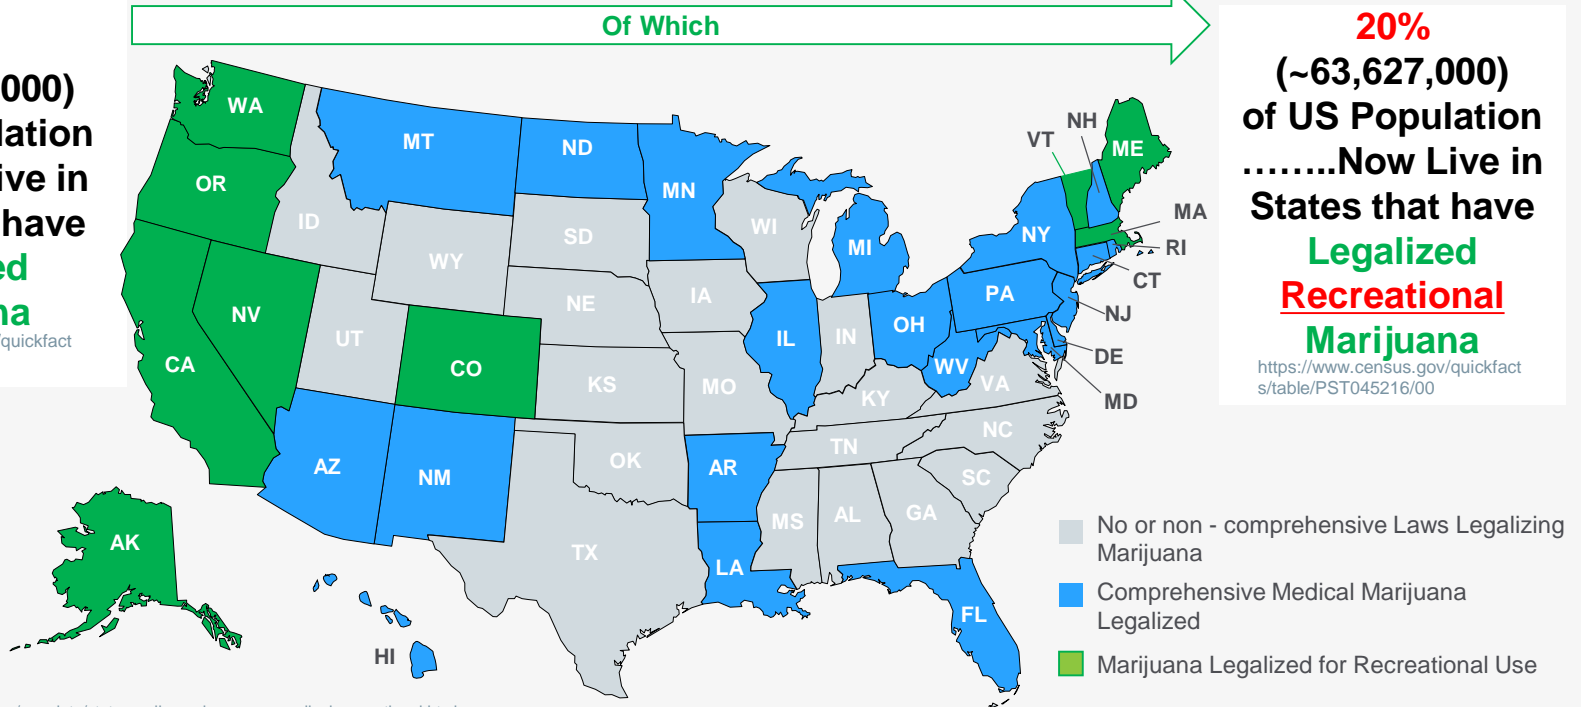 Of Which
000)
lation
ive in
have
ed
na
/quickfact
20%
(~63,627,000)
of US Population
……..Now Live in
States that have
Legalized
Recreational
Marijuana
https://www.census.gov/quickfact
s/table/PST045216/00
WA
MT
ND
MN
OR
ID
SD
WI
WY
MI
NY
VT
NH
ME
MA
RI
CT
NJ
DE
MD
PA
NE
IA
NV
UT
IL
IN
OH
WV
VA
CA
CO
KS
MO
KY
NC
TN
AZ
NM
OK
AR
SC
MS
AL
GA
TX
LA
FL
AK
HI
No or non - comprehensive Laws Legalizing
Marijuana
Comprehensive Medical Marijuana
Legalized
Marijuana Legalized for Recreational Use